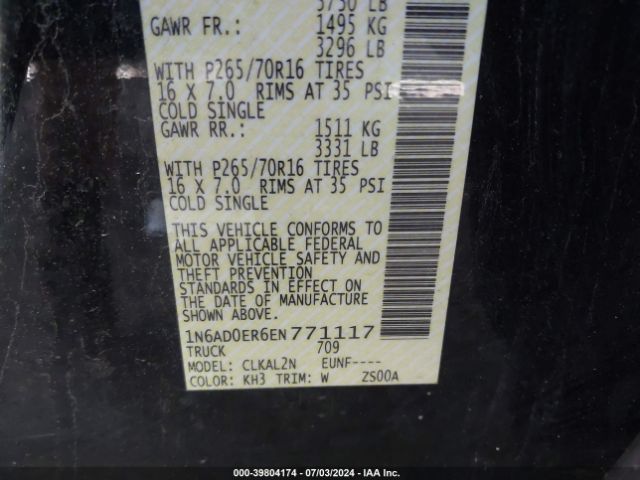 5750 LB
GAWR FR.: 1495 KG
3296 LB
WITH P265/70R16 TIRES
16 X 7.0 RIMS AT 35 PSI
COLD SINGLE
GAWR RR.: 1511 KG
3331 LB
WITH P265/70R16 TIRES
16 X 7.0 RIMS AT 35 PSI
COLD SINGLE
THIS VEHICLE CONFORMS TO
ALL APPLICABLE FEDERAL
MOTOR VEHICLE SAFETY AND
THEFT PREVENTION
STANDARDS IN EFFECT ON
THE DATE OF MANUFACTURE
SHOWN ABOVE.
1N6AD0ER6EN771117
TRUCK 709
MODEL: CLKAL2N EUNF----
COLOR: KH3 TRIM: W ZS00A
000-39804174 - 07/03/2024 - IAA Inc.